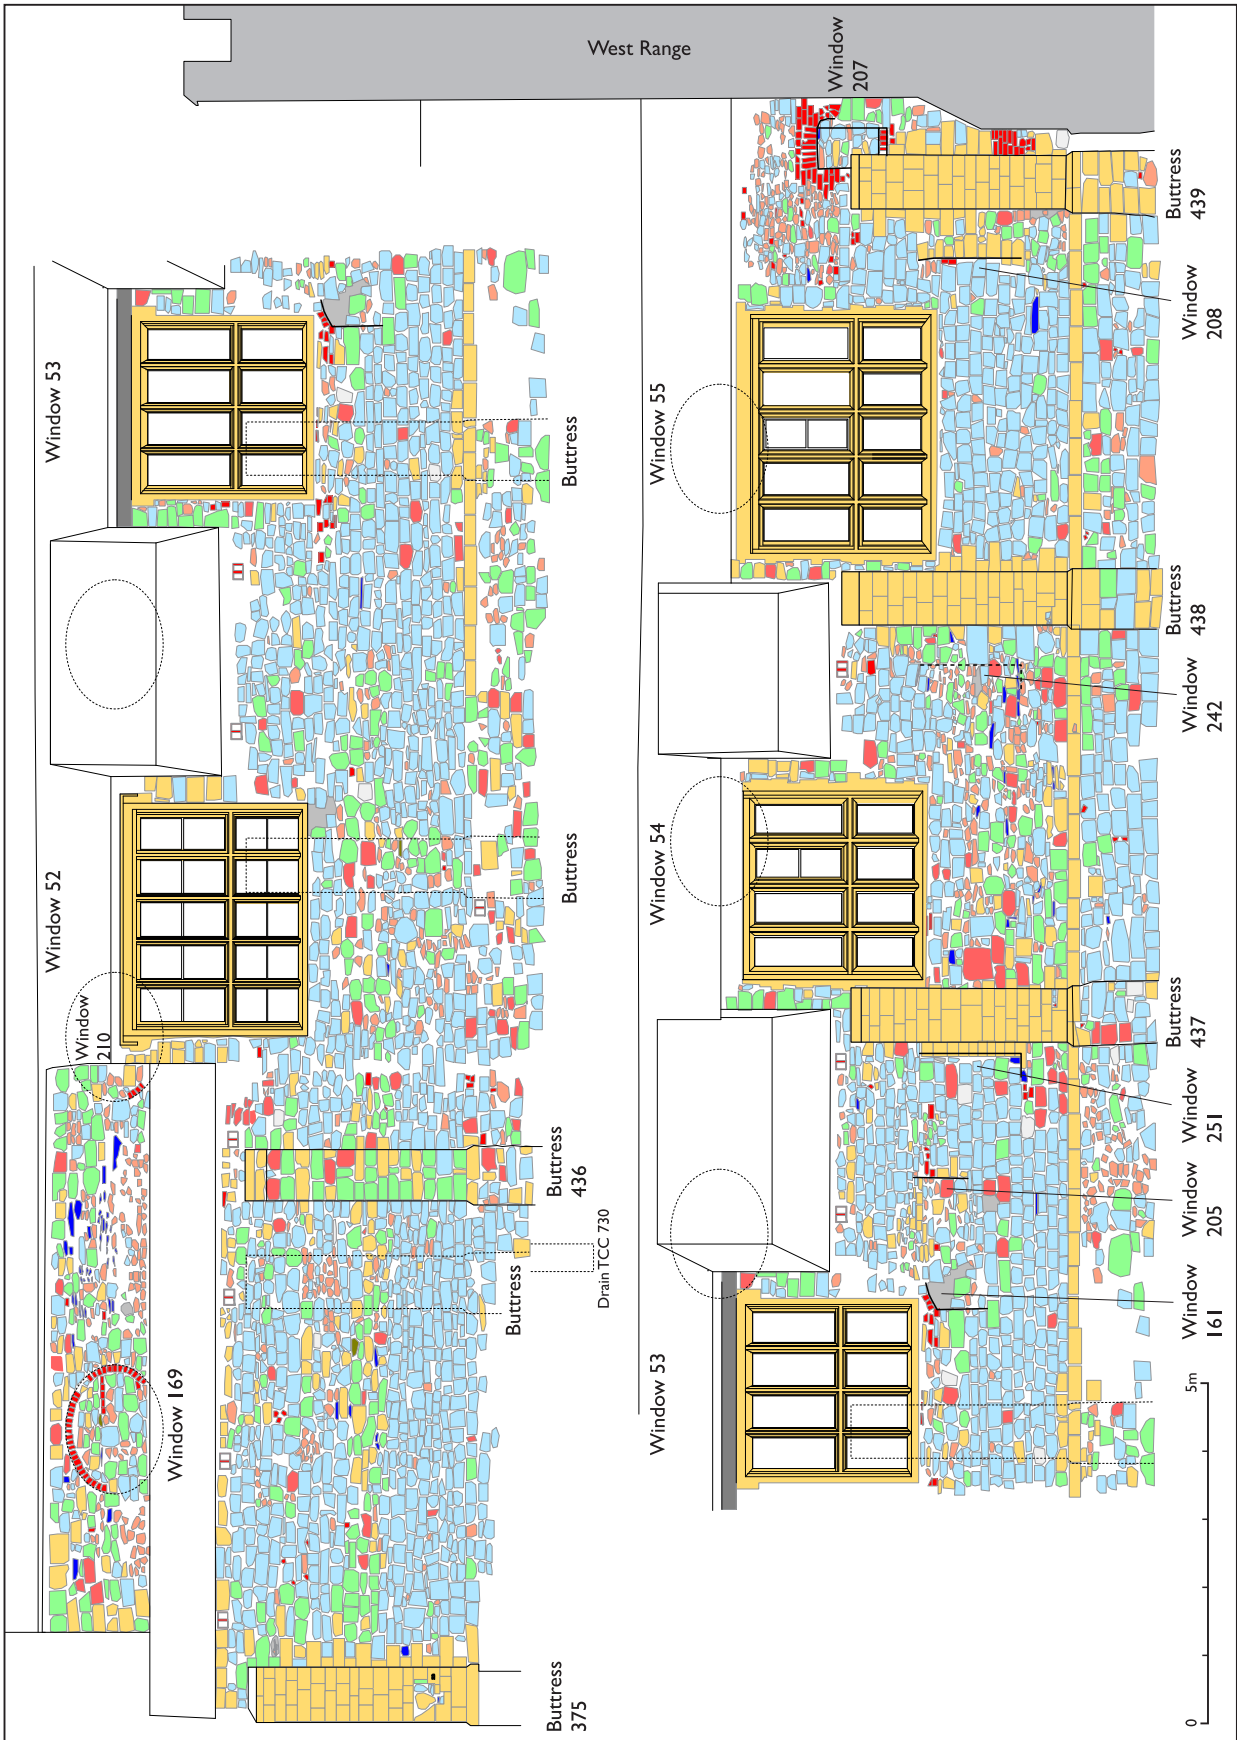 West Range
Window
207
Window 53
Buttress
439
Window
208
Window 55
Buttress
Buttress
438
Window
242
Window 52
Window 54
Buttress
Window
210
Buttress
437
Window
251
Buttress
436
Window
205
Drain TCC 730
Buttress
Window
161
Window 169
Window 53
5m
Buttress
375
0